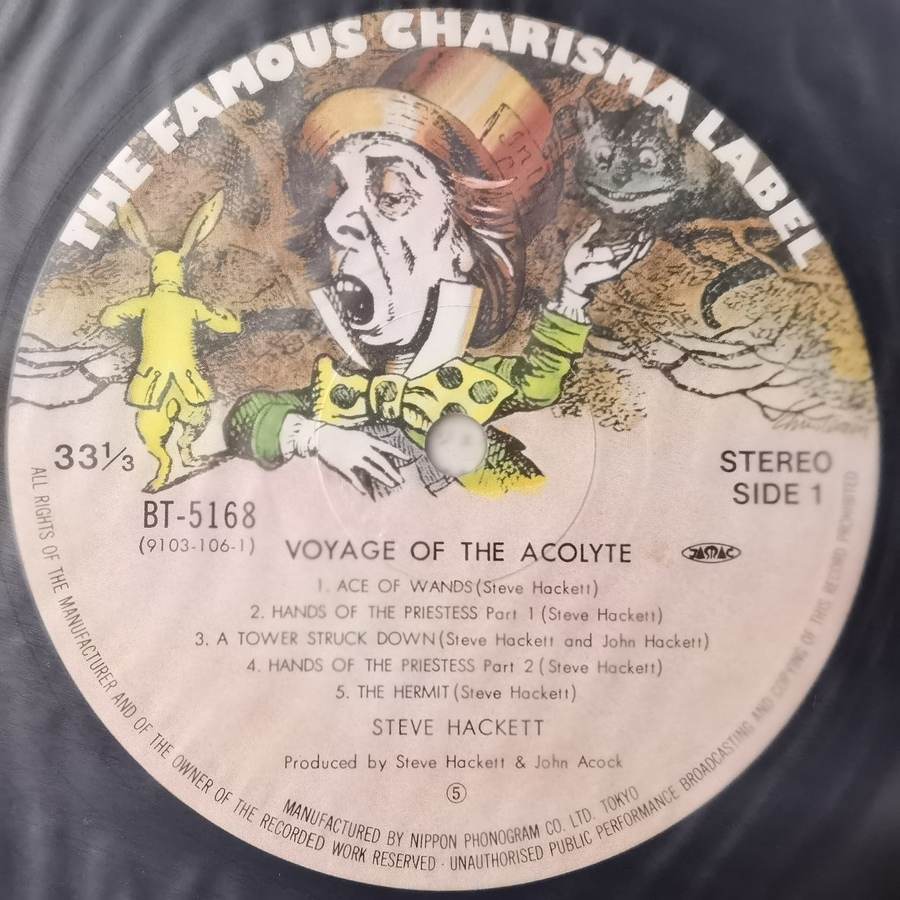 THE FAMOUS CHARISMA LABEL
33⅓
STEREO
SIDE 1
BT-5168
(9103-106-1)
VOYAGE OF THE ACOLYTE
JASRAC
1. ACE OF WANDS (Steve Hackett)
2. HANDS OF THE PRIESTESS Part 1 (Steve Hackett)
3. A TOWER STRUCK DOWN (Steve Hackett and John Hackett)
4. HANDS OF THE PRIESTESS Part 2 (Steve Hackett)
5. THE HERMIT (Steve Hackett)
STEVE HACKETT
Produced by Steve Hackett & John Acock
⑤
MANUFACTURED BY NIPPON PHONOGRAM CO. LTD. TOKYO
ALL RIGHTS OF THE MANUFACTURER AND OF THE OWNER OF THE RECORDED WORK RESERVED · UNAUTHORISED PUBLIC PERFORMANCE BROADCASTING AND COPYING OF THIS RECORD PROHIBITED